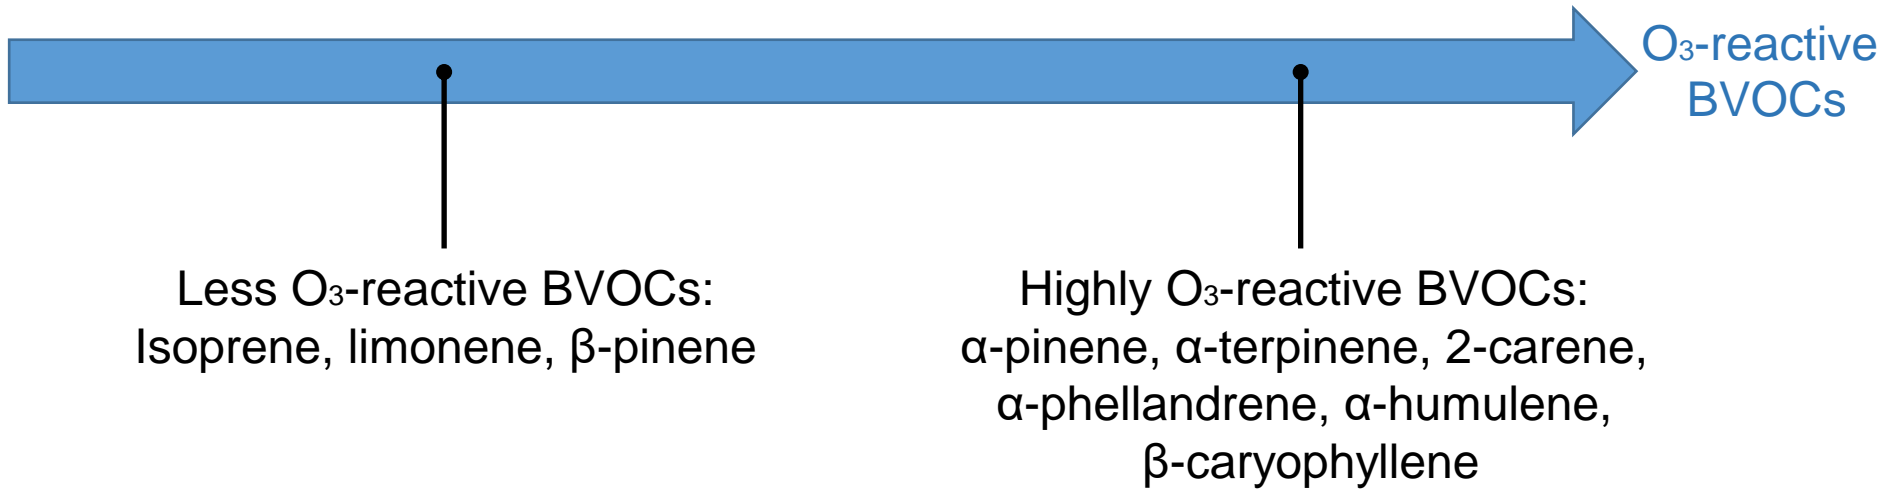 O₃-reactive
BVOCs
Less O₃-reactive BVOCs:
Isoprene, limonene, β-pinene
Highly O₃-reactive BVOCs:
α-pinene, α-terpinene, 2-carene,
α-phellandrene, α-humulene,
β-caryophyllene